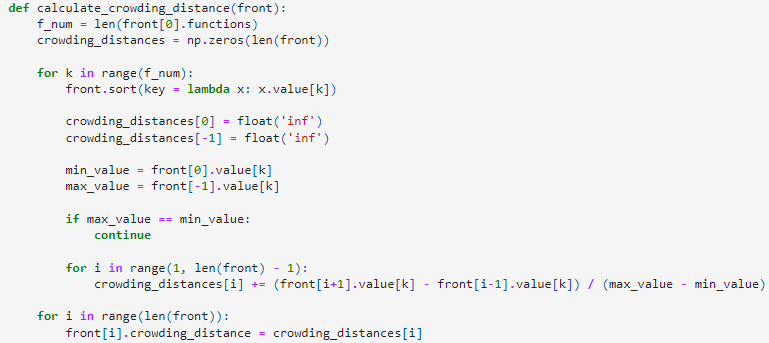 def calculate_crowding_distance(front):
    f_num = len(front[0].functions)
    crowding_distances = np.zeros(len(front))

    for k in range(f_num):
        front.sort(key = lambda x: x.value[k])

        crowding_distances[0] = float('inf')
        crowding_distances[-1] = float('inf')

        min_value = front[0].value[k]
        max_value = front[-1].value[k]

        if max_value == min_value:
            continue

        for i in range(1, len(front) - 1):
            crowding_distances[i] += (front[i+1].value[k] - front[i-1].value[k]) / (max_value - min_value)

    for i in range(len(front)):
        front[i].crowding_distance = crowding_distances[i]